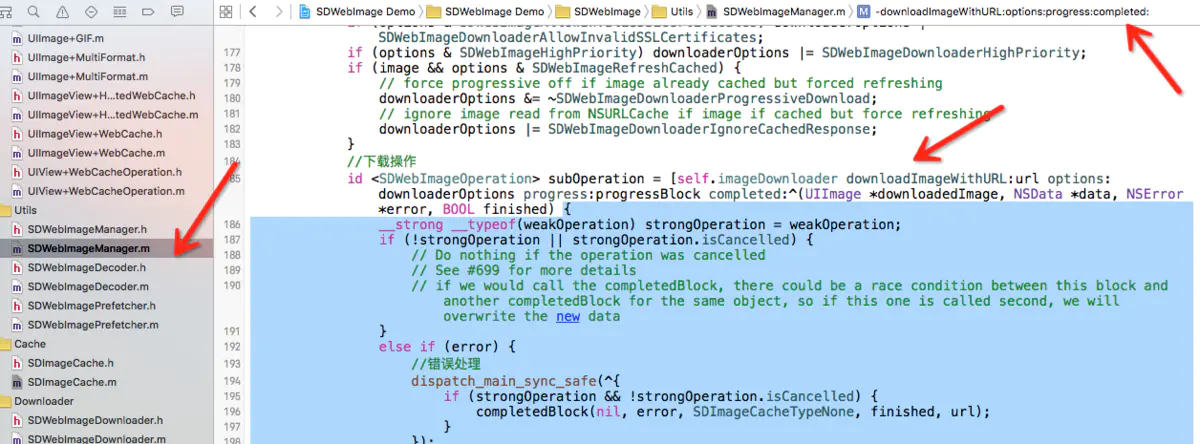 SDWebImage Demo
SDWebImage Demo
SDWebImage
Utils
SDWebImageManager.m
M
-downloadImageWithURL:options:progress:completed:
m UIImage+GIF.m
h UIImage+MultiFormat.h
m UIImage+MultiFormat.m
h UIImageView+H...tedWebCache.h
m UIImageView+H...tedWebCache.m
h UIImageView+WebCache.h
m UIImageView+WebCache.m
h UIView+WebCacheOperation.h
m UIView+WebCacheOperation.m
Utils
h SDWebImageManager.h
m SDWebImageManager.m
h SDWebImageDecoder.h
m SDWebImageDecoder.m
h SDWebImagePrefetcher.h
m SDWebImagePrefetcher.m
Cache
h SDImageCache.h
m SDImageCache.m
Downloader
h SDWebImageDownloader.h
m SDWebImageDownloader.m
SDWebImageDownloaderAllowInvalidSSLCertificates;
177 if (options & SDWebImageHighPriority) downloaderOptions |= SDWebImageDownloaderHighPriority;
178 if (image && options & SDWebImageRefreshCached) {
179 // force progressive off if image already cached but forced refreshing
180 downloaderOptions &= ~SDWebImageDownloaderProgressiveDownload;
181 // ignore image read from NSURLCache if image if cached but force refreshing
182 downloaderOptions |= SDWebImageDownloaderIgnoreCachedResponse;
183 }
184 //下载操作
185 id <SDWebImageOperation> subOperation = [self.imageDownloader downloadImageWithURL:url options:
downloaderOptions progress:progressBlock completed:^(UIImage *downloadedImage, NSData *data, NSError
*error, BOOL finished) {
186 __strong __typeof(weakOperation) strongOperation = weakOperation;
187 if (!strongOperation || strongOperation.isCancelled) {
188 // Do nothing if the operation was cancelled
189 // See #699 for more details
190 // if we would call the completedBlock, there could be a race condition between this block and
another completedBlock for the same object, so if this one is called second, we will
overwrite the new data
191 }
192 else if (error) {
193 //错误处理
194 dispatch_main_sync_safe(^{
195 if (strongOperation && !strongOperation.isCancelled) {
196 completedBlock(nil, error, SDImageCacheTypeNone, finished, url);
197 }
198 });